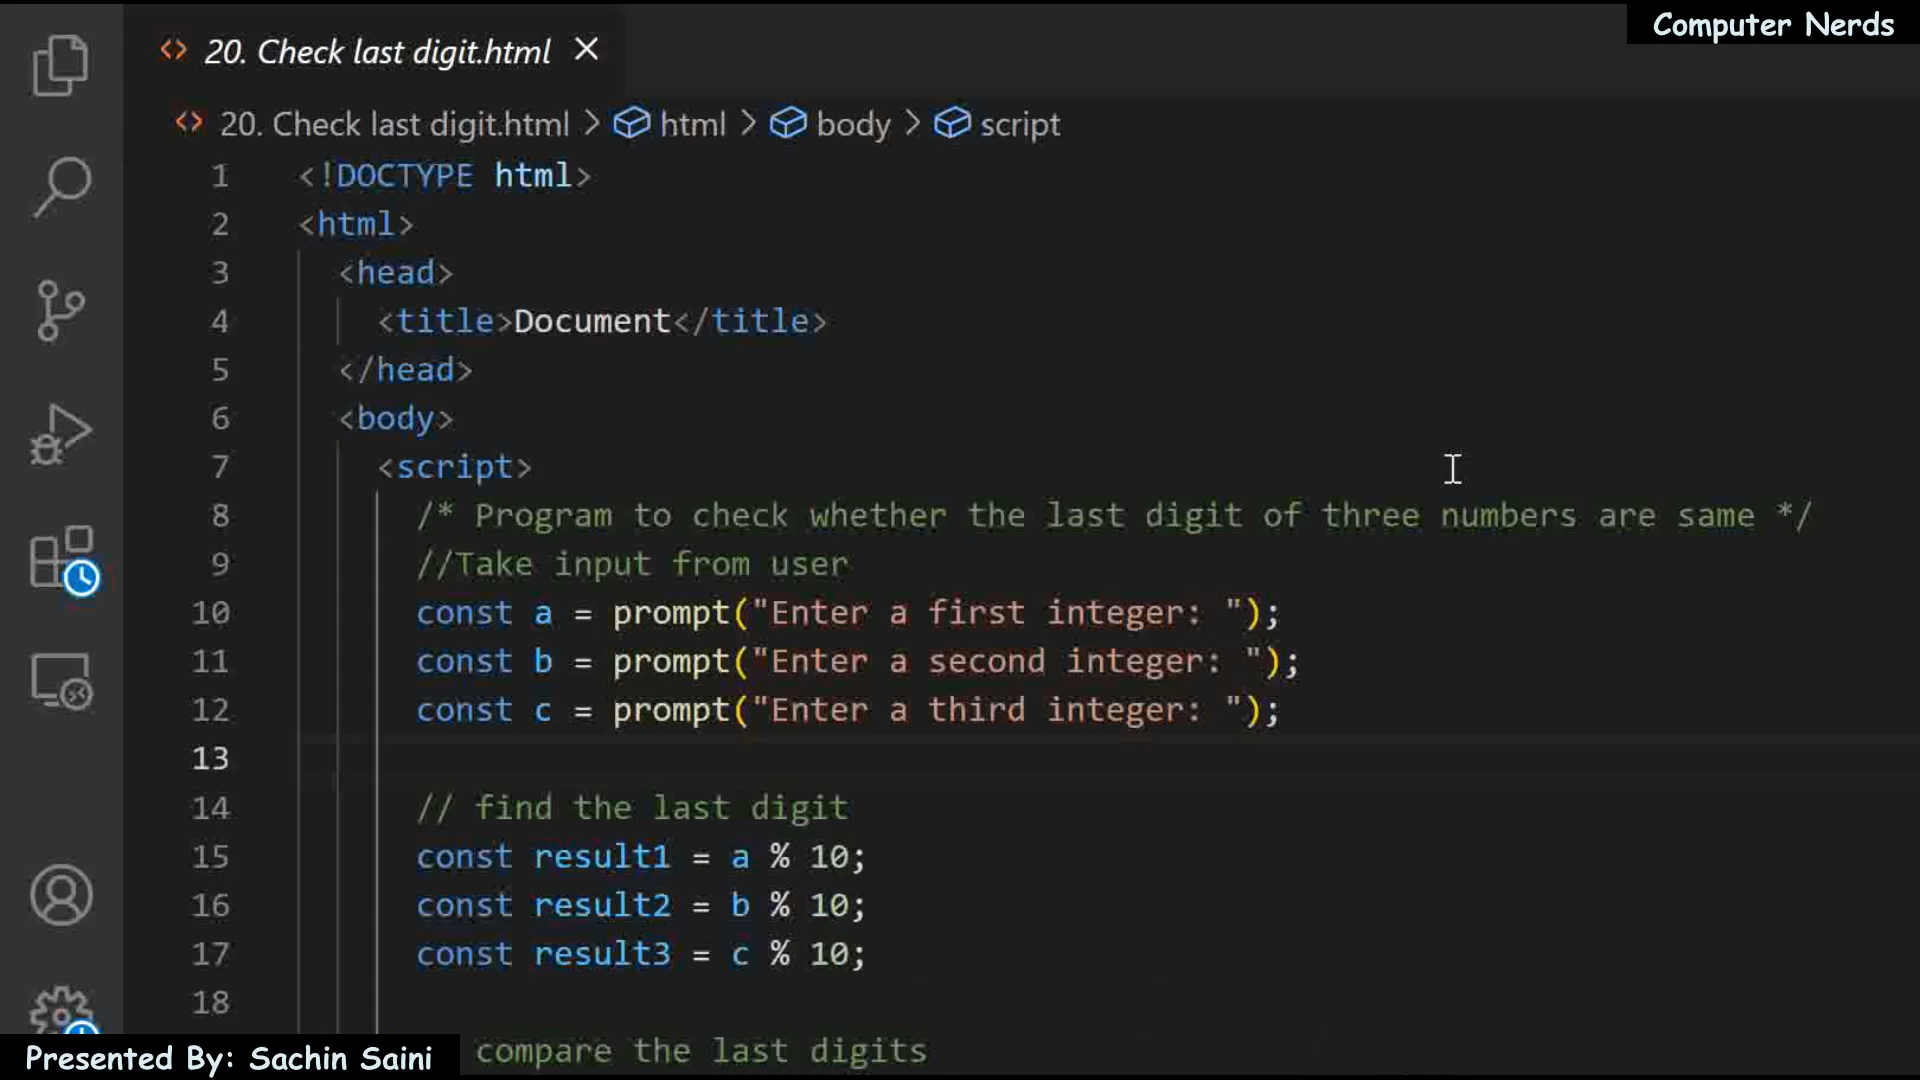 Computer Nerds
20. Check last digit.html
20. Check last digit.html > html > body > script
1 <!DOCTYPE html>
2 <html>
3 <head>
4 <title>Document</title>
5 </head>
6 <body>
7 <script>
8 /* Program to check whether the last digit of three numbers are same */
9 //Take input from user
10 const a = prompt("Enter a first integer: ");
11 const b = prompt("Enter a second integer: ");
12 const c = prompt("Enter a third integer: ");
13
14 // find the last digit
15 const result1 = a % 10;
16 const result2 = b % 10;
17 const result3 = c % 10;
18
compare the last digits
Presented By: Sachin Saini